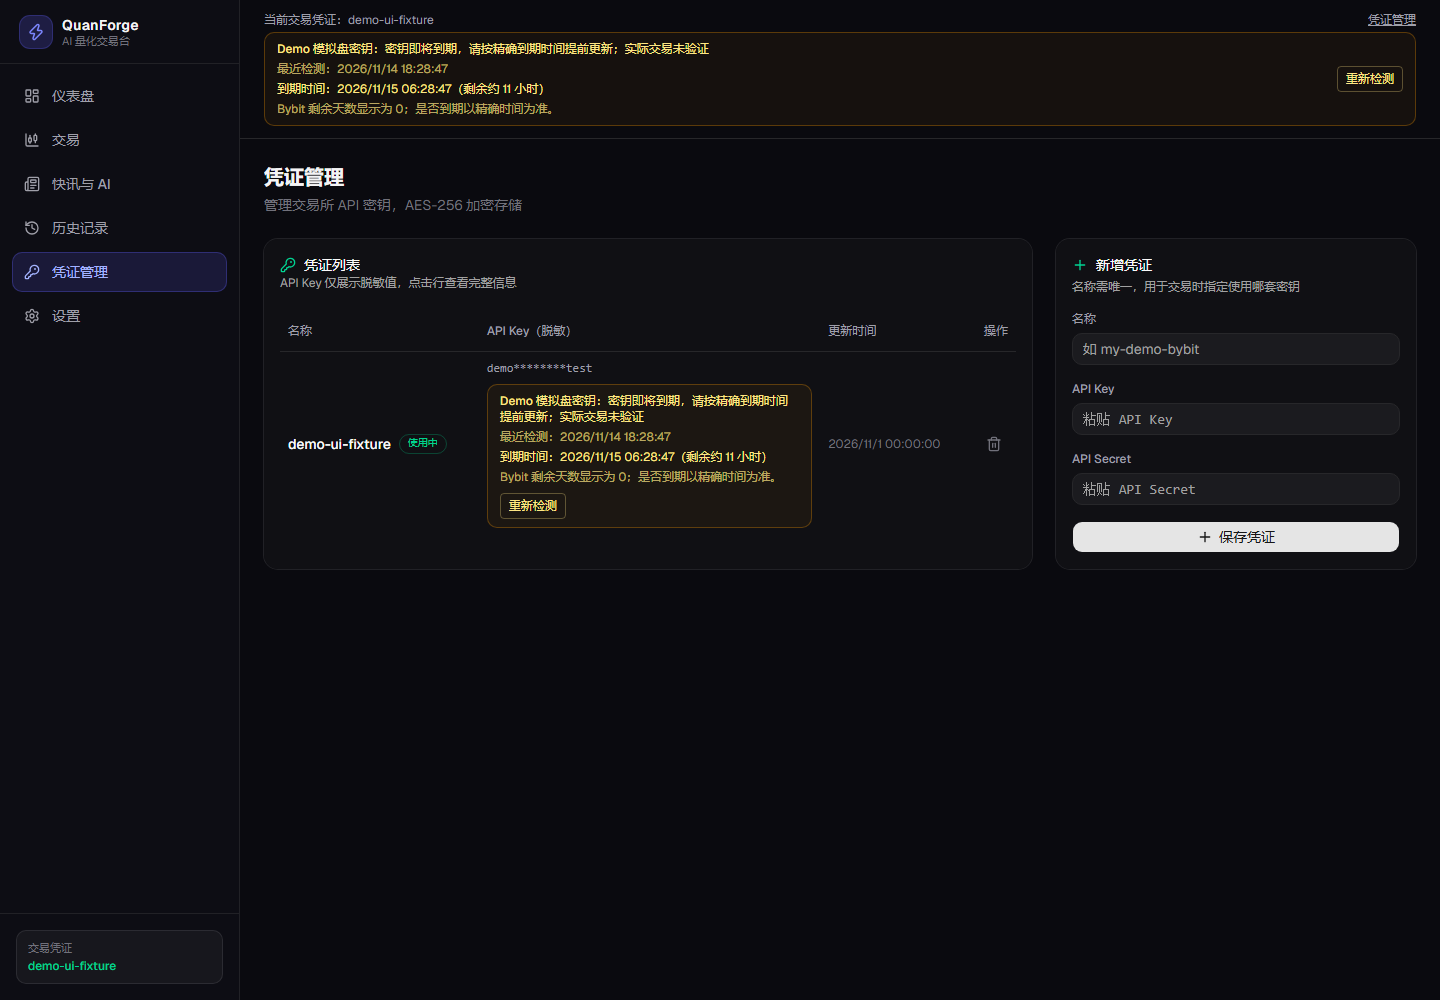 QuanForge
AI 量化交易台
仪表盘
交易
快讯与 AI
历史记录
凭证管理
设置
交易凭证
demo-ui-fixture
当前交易凭证：demo-ui-fixture
凭证管理
Demo 模拟盘密钥：密钥即将到期，请按精确到期时间提前更新；实际交易未验证
最近检测：2026/11/14 18:28:47
到期时间：2026/11/15 06:28:47（剩余约 11 小时）
Bybit 剩余天数显示为 0；是否到期以精确时间为准。
重新检测
凭证管理
管理交易所 API 密钥，AES-256 加密存储
凭证列表
API Key 仅展示脱敏值，点击行查看完整信息
名称
API Key（脱敏）
更新时间
操作
demo-ui-fixture
使用中
demo********test
Demo 模拟盘密钥：密钥即将到期，请按精确到期时间
提前更新；实际交易未验证
最近检测：2026/11/14 18:28:47
到期时间：2026/11/15 06:28:47（剩余约 11 小时）
Bybit 剩余天数显示为 0；是否到期以精确时间为准。
重新检测
2026/11/1 00:00:00
新增凭证
名称需唯一，用于交易时指定使用哪套密钥
名称
如 my-demo-bybit
API Key
粘贴 API Key
API Secret
粘贴 API Secret
保存凭证